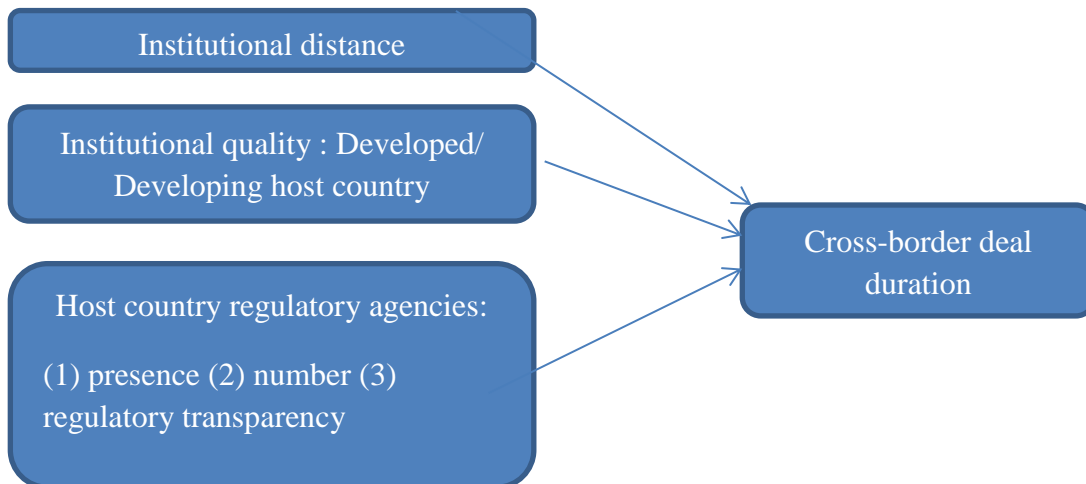 Institutional distance
Institutional quality : Developed/
Developing host country
Host country regulatory agencies:
(1) presence (2) number (3)
regulatory transparency
Cross-border deal
duration